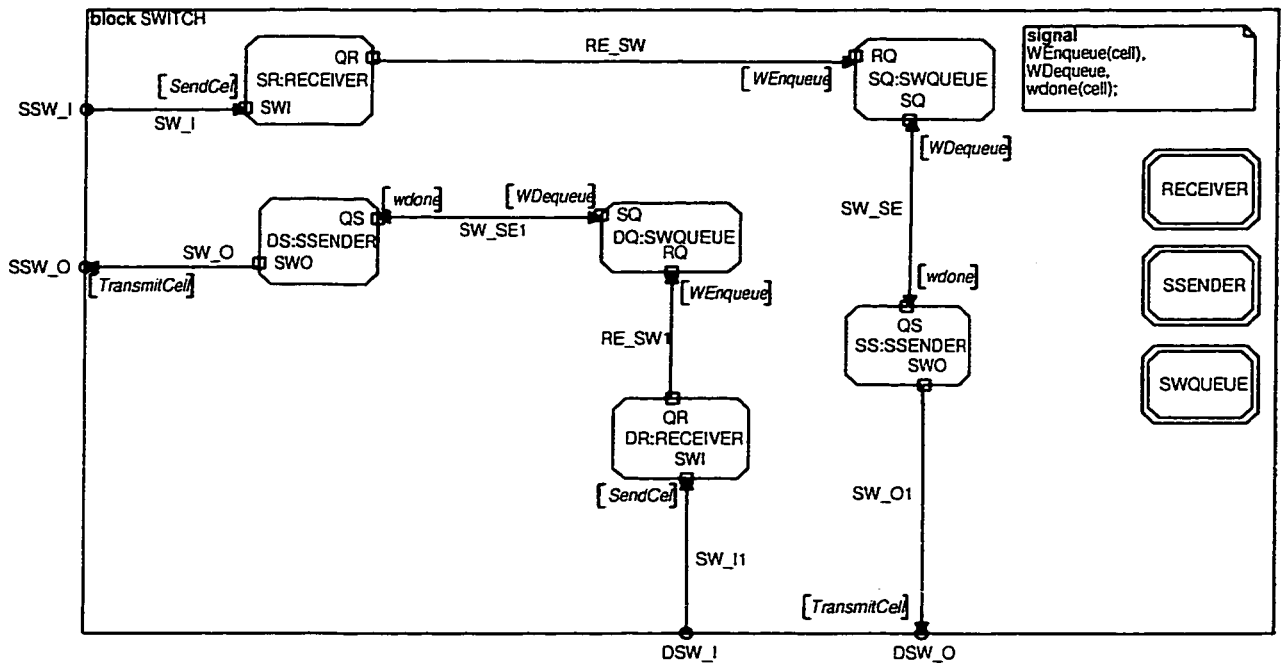 block SWITCH
signal
WEnqueue(cell),
WDequeue,
wdone(cell);
QR
SR:RECEIVER
SWI
RE_SW
[WEnqueue]
RQ
SQ:SWQUEUE
SQ
[SendCell]
SSW_I
SW_I
[WDequeue]
RECEIVER
[wdone]
[WDequeue]
QS
DS:SSENDER
SWO
SW_SE1
SQ
DQ:SWQUEUE
RQ
SW_SE
SSW_O
SW_O
[TransmitCell]
[WEnqueue]
[wdone]
SSENDER
RE_SW1
QS
SS:SSENDER
SWO
SWQUEUE
QR
DR:RECEIVER
SWI
[SendCell]
SW_O1
SW_I1
[TransmitCell]
DSW_I
DSW_O